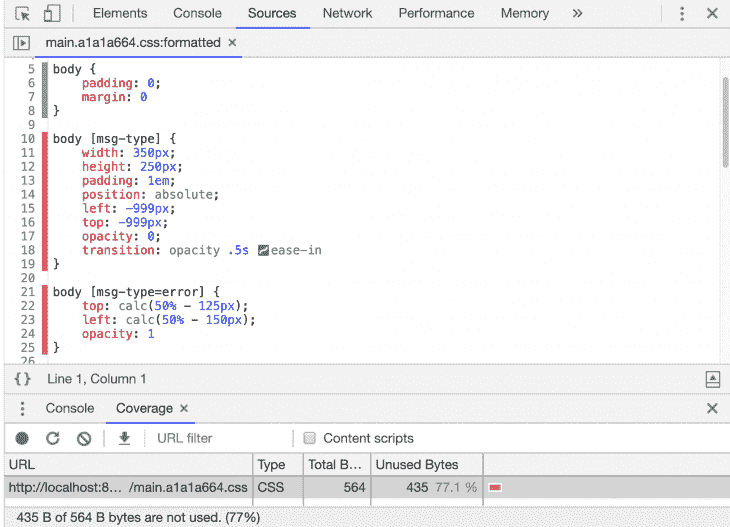 Elements Console Sources Network Performance Memory »
main.a1a1a664.css:formatted ×
5 body {
6 padding: 0;
7 margin: 0
8 }
9
10 body [msg-type] {
11 width: 350px;
12 height: 250px;
13 padding: 1em;
14 position: absolute;
15 left: -999px;
16 top: -999px;
17 opacity: 0;
18 transition: opacity .5s ease-in
19 }
20
21 body [msg-type=error] {
22 top: calc(50% - 125px);
23 left: calc(50% - 150px);
24 opacity: 1
25 }
26
{} Line 1, Column 1
Console Coverage ×
URL filter Content scripts
URL Type Total B... Unused Bytes
http://localhost:8... /main.a1a1a664.css CSS 564 435 77.1 %
435 B of 564 B bytes are not used. (77%)